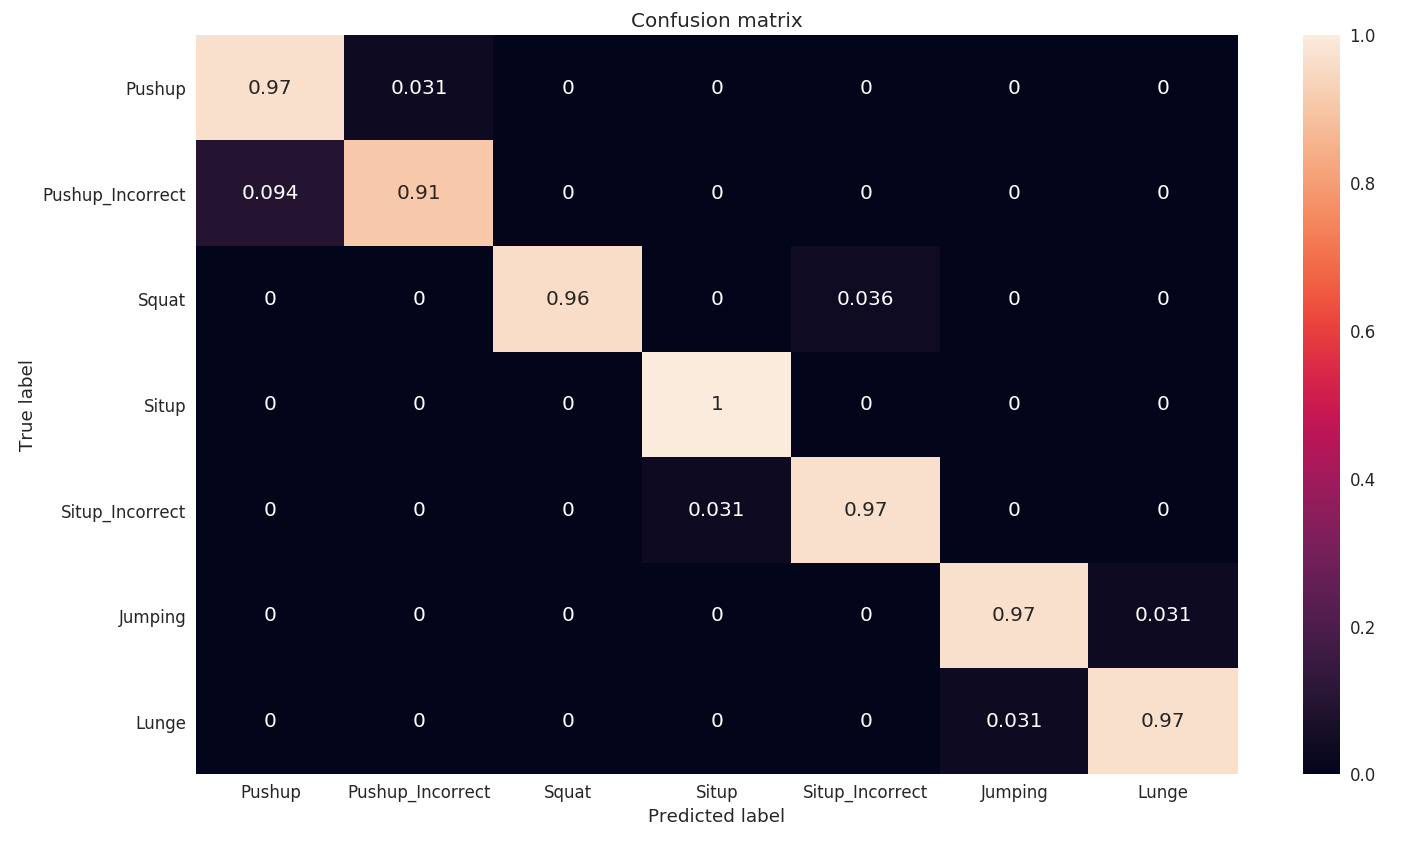 Confusion matrix
Pushup 0.97 0.031 0 0 0 0 0
Pushup_Incorrect 0.094 0.91 0 0 0 0 0
Squat 0 0 0.96 0 0.036 0 0
Situp 0 0 0 1 0 0 0
Situp_Incorrect 0 0 0 0.031 0.97 0 0
Jumping 0 0 0 0 0 0.97 0.031
Lunge 0 0 0 0 0 0.031 0.97
Pushup Pushup_Incorrect Squat Situp Situp_Incorrect Jumping Lunge
Predicted label
True label
1.0
0.8
0.6
0.4
0.2
0.0